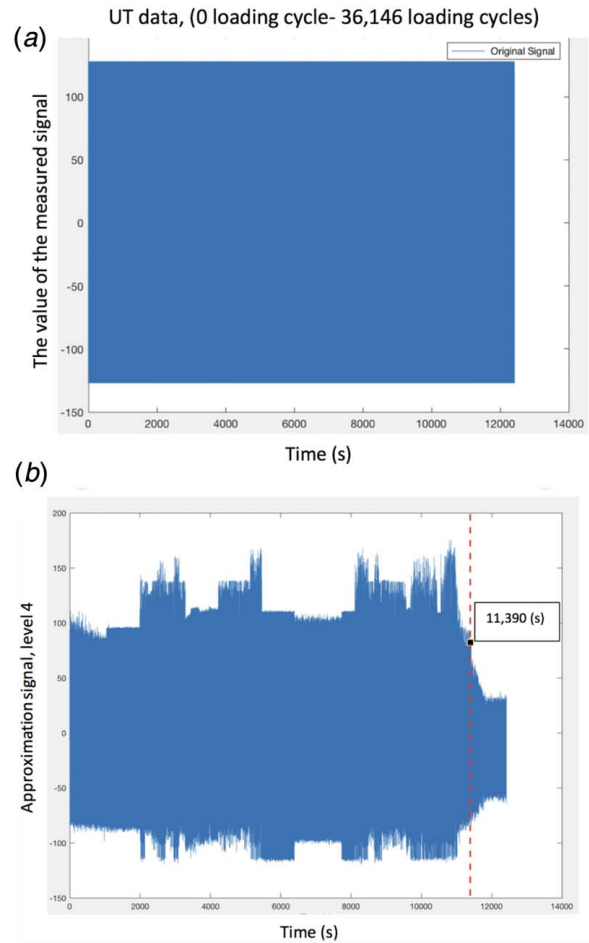 UT data, (0 loading cycle- 36,146 loading cycles)
(a)
Original Signal
The value of the measured signal
100
50
0
-50
-100
-150
0 2000 4000 6000 8000 10000 12000 14000
Time (s)
(b)
Approximation signal, level 4
200
150
100
50
0
-50
-100
-150
11,390 (s)
0 2000 4000 6000 8000 10000 12000 14000
Time (s)